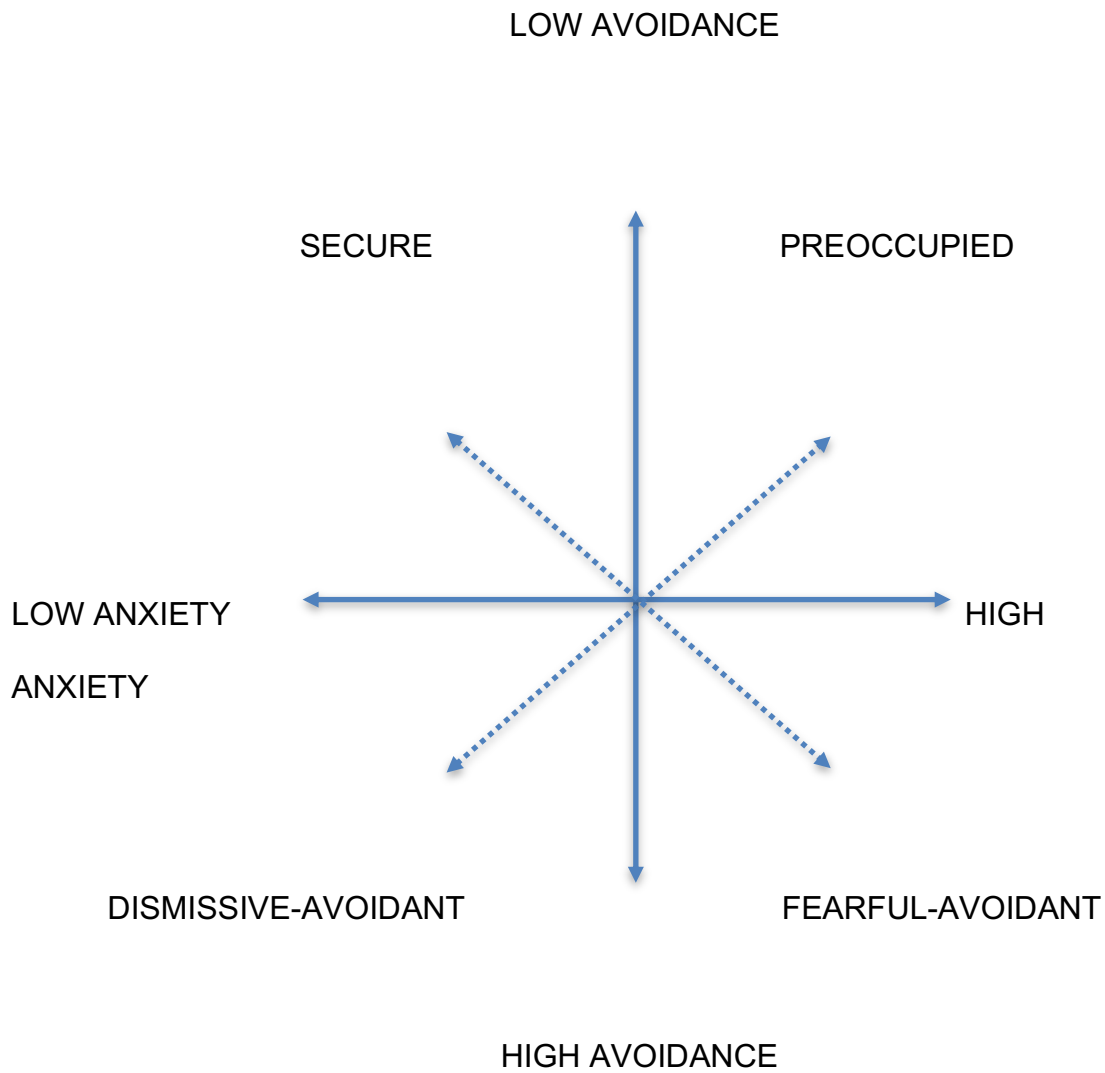 LOW AVOIDANCE
SECURE PREOCCUPIED
LOW ANXIETY HIGH
ANXIETY
DISMISSIVE-AVOIDANT FEARFUL-AVOIDANT
HIGH AVOIDANCE